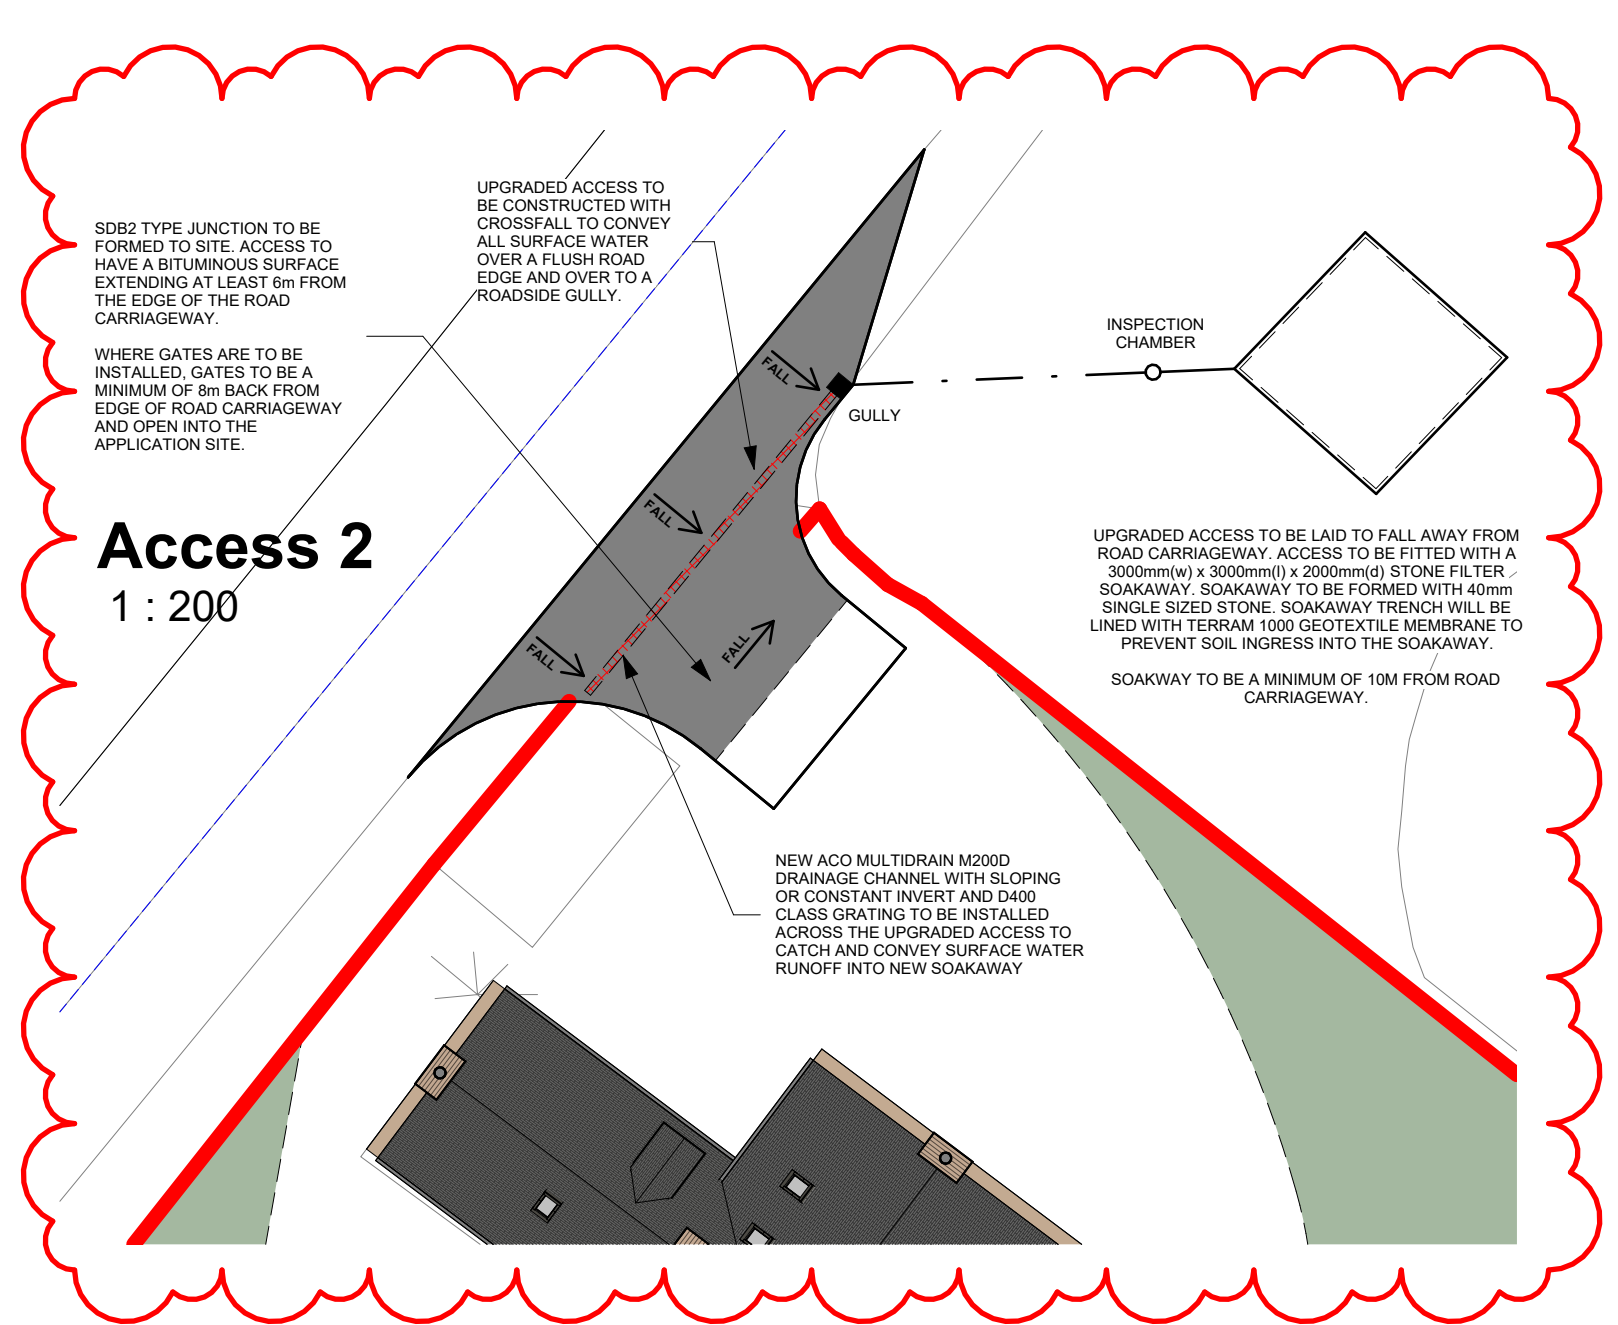 SDB2 TYPE JUNCTION TO BE
FORMED TO SITE. ACCESS TO
HAVE A BITUMINOUS SURFACE
EXTENDING AT LEAST 6m FROM
THE EDGE OF THE ROAD
CARRIAGEWAY.
WHERE GATES ARE TO BE
INSTALLED, GATES TO BE A
MINIMUM OF 8m BACK FROM
EDGE OF ROAD CARRIAGEWAY
AND OPEN INTO THE
APPLICATION SITE.
UPGRADED ACCESS TO
BE CONSTRUCTED WITH
CROSSFALL TO CONVEY
ALL SURFACE WATER
OVER A FLUSH ROAD
EDGE AND OVER TO A
ROADSIDE GULLY.
INSPECTION
CHAMBER
FALL
GULLY
FALL
FALL
FALL
Access 2
1 : 200
UPGRADED ACCESS TO BE LAID TO FALL AWAY FROM
ROAD CARRIAGEWAY. ACCESS TO BE FITTED WITH A
3000mm(w) x 3000mm(l) x 2000mm(d) STONE FILTER
SOAKAWAY. SOAKAWAY TO BE FORMED WITH 40mm
SINGLE SIZED STONE. SOAKAWAY TRENCH WILL BE
LINED WITH TERRAM 1000 GEOTEXTILE MEMBRANE TO
PREVENT SOIL INGRESS INTO THE SOAKAWAY.
SOAKWAY TO BE A MINIMUM OF 10M FROM ROAD
CARRIAGEWAY.
NEW ACO MULTIDRAIN M200D
DRAINAGE CHANNEL WITH SLOPING
OR CONSTANT INVERT AND D400
CLASS GRATING TO BE INSTALLED
ACROSS THE UPGRADED ACCESS TO
CATCH AND CONVEY SURFACE WATER
RUNOFF INTO NEW SOAKAWAY